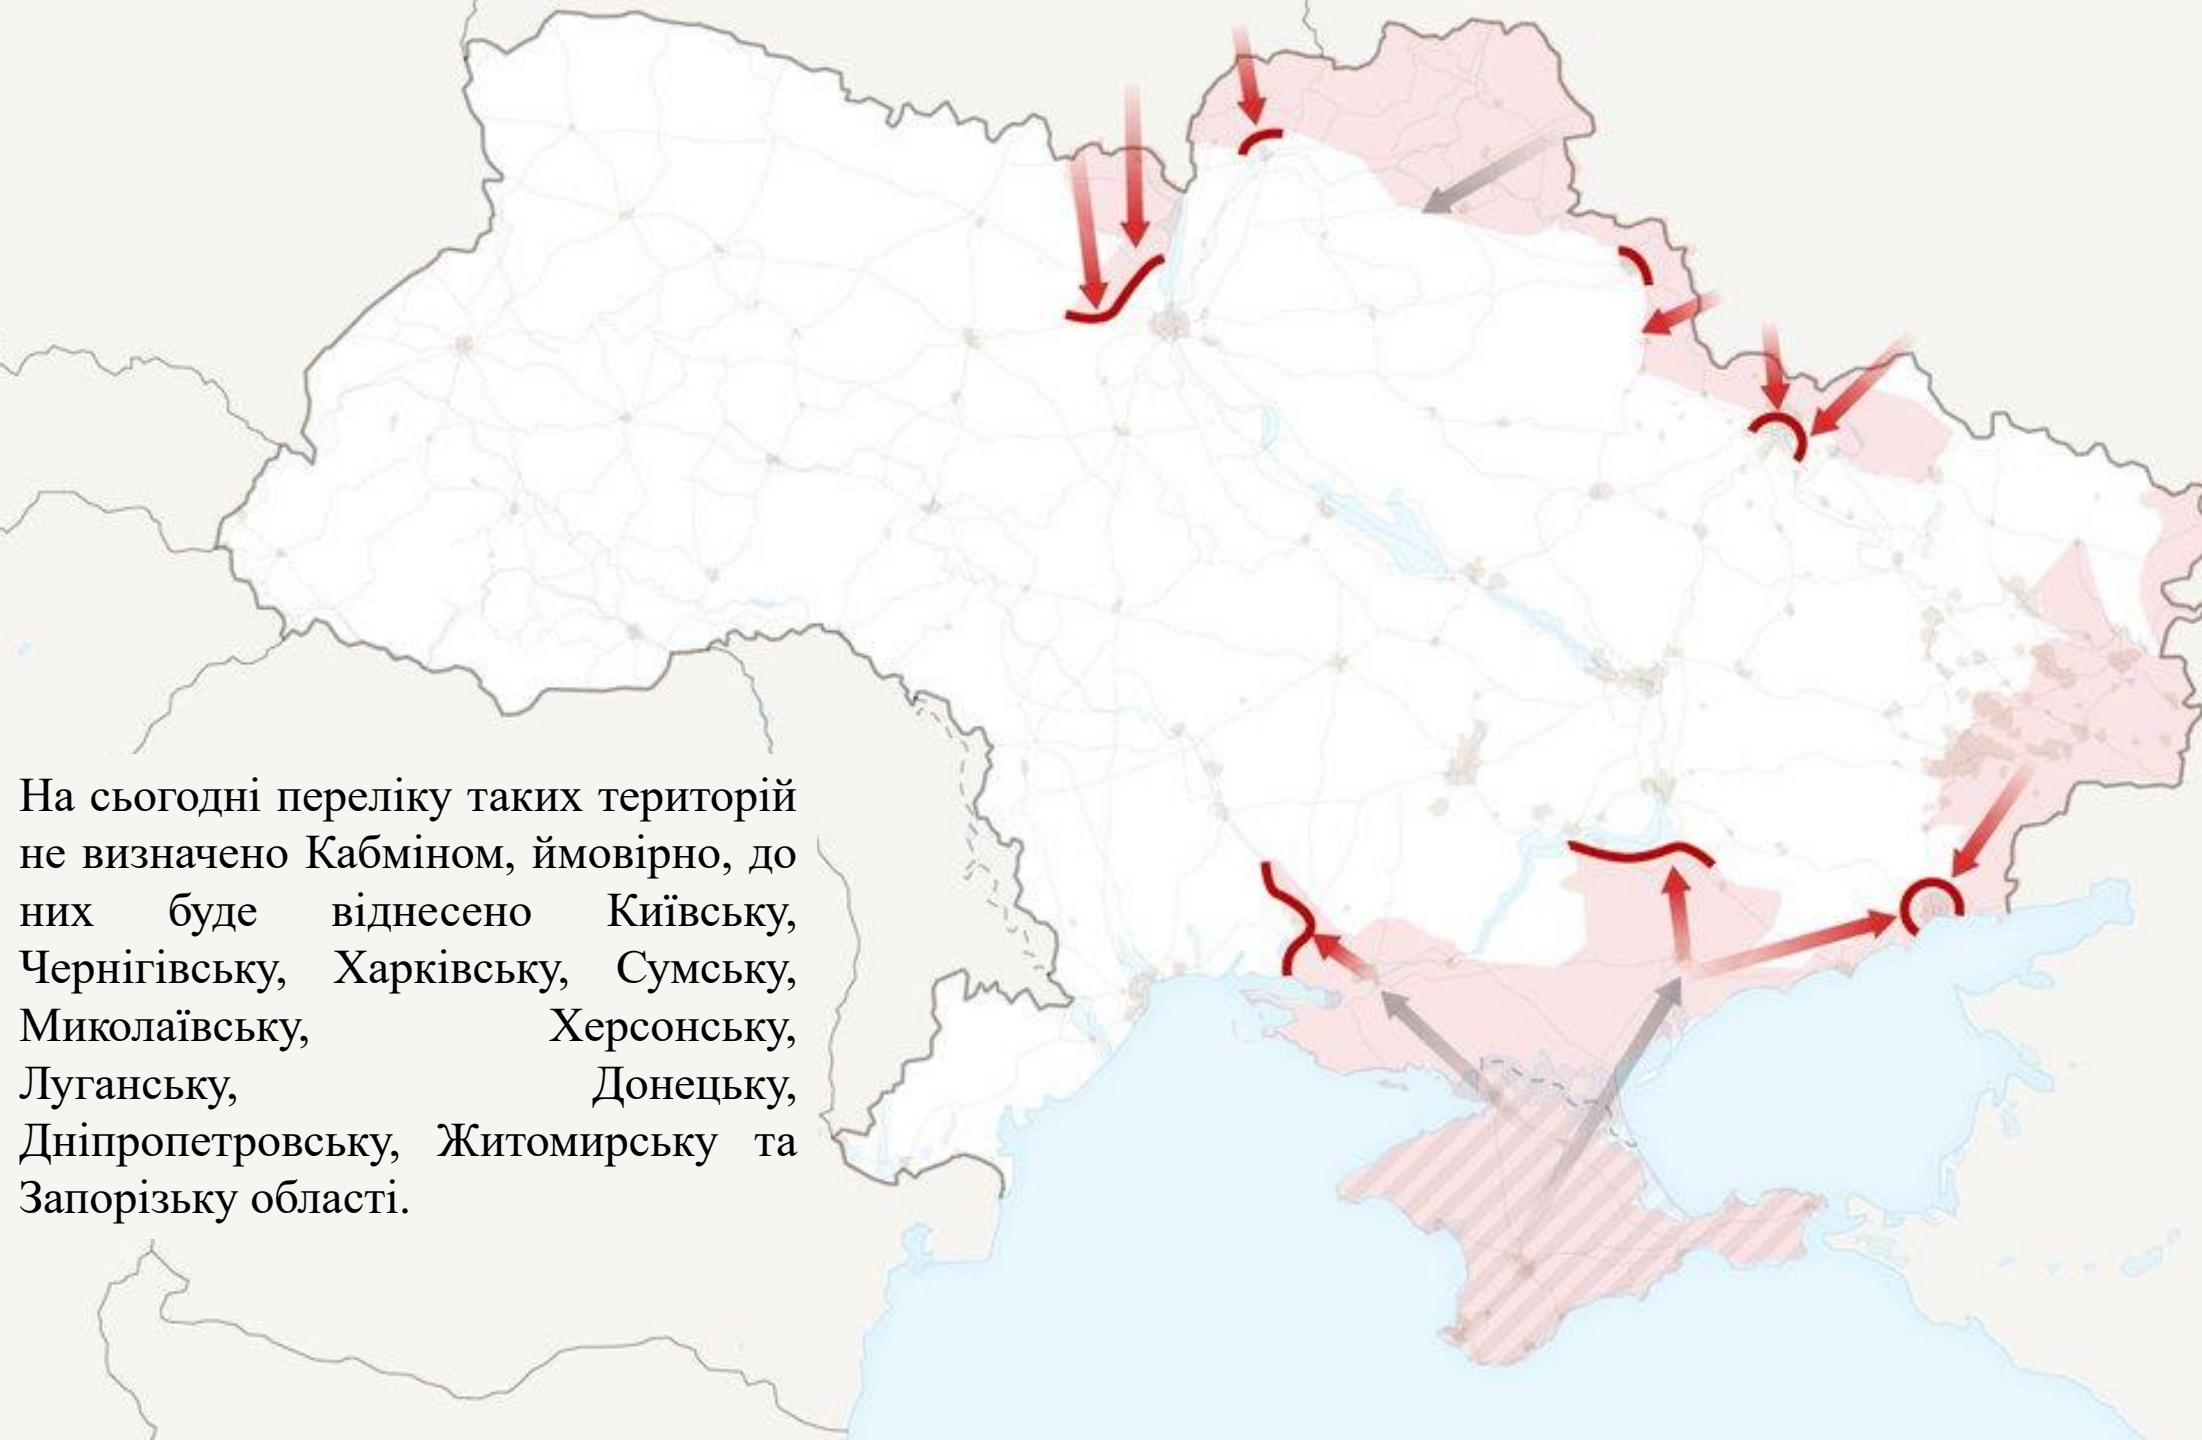 На сьогодні переліку таких територій
не визначено Кабміном, ймовірно, до
них буде віднесено Київську,
Чернігівську, Харківську, Сумську,
Миколаївську, Херсонську,
Луганську, Донецьку,
Дніпропетровську, Житомирську та
Запорізьку області.